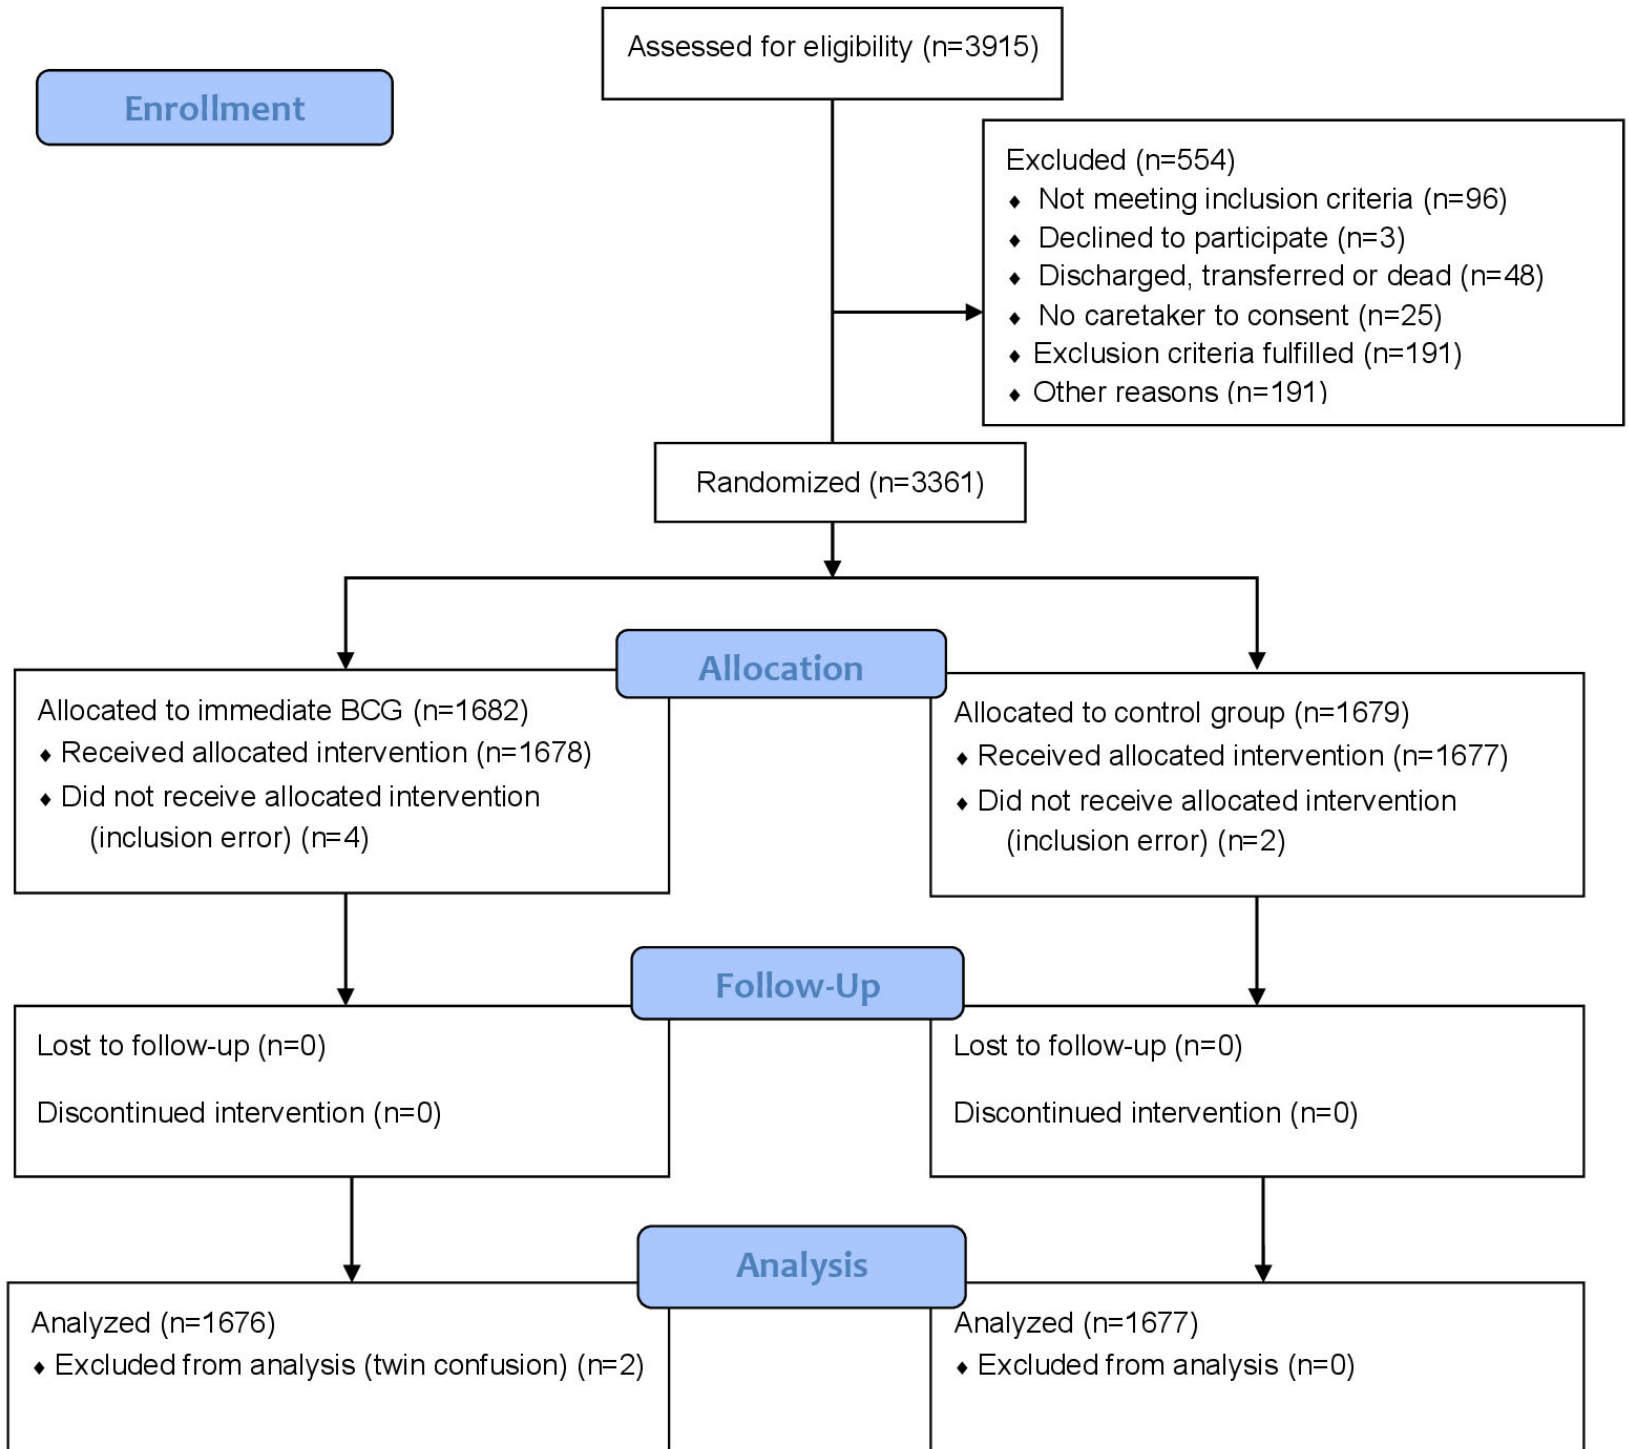 Assessed for eligibility (n=3915)
Enrollment
Excluded (n=554)
♦ Not meeting inclusion criteria (n=96)
♦ Declined to participate (n=3)
♦ Discharged, transferred or dead (n=48)
♦ No caretaker to consent (n=25)
♦ Exclusion criteria fulfilled (n=191)
♦ Other reasons (n=191)
Randomized (n=3361)
Allocation
Allocated to immediate BCG (n=1682)
♦ Received allocated intervention (n=1678)
♦ Did not receive allocated intervention
(inclusion error) (n=4)
Allocated to control group (n=1679)
♦ Received allocated intervention (n=1677)
♦ Did not receive allocated intervention
(inclusion error) (n=2)
Follow-Up
Lost to follow-up (n=0)
Discontinued intervention (n=0)
Lost to follow-up (n=0)
Discontinued intervention (n=0)
Analysis
Analyzed (n=1676)
♦ Excluded from analysis (twin confusion) (n=2)
Analyzed (n=1677)
♦ Excluded from analysis (n=0)